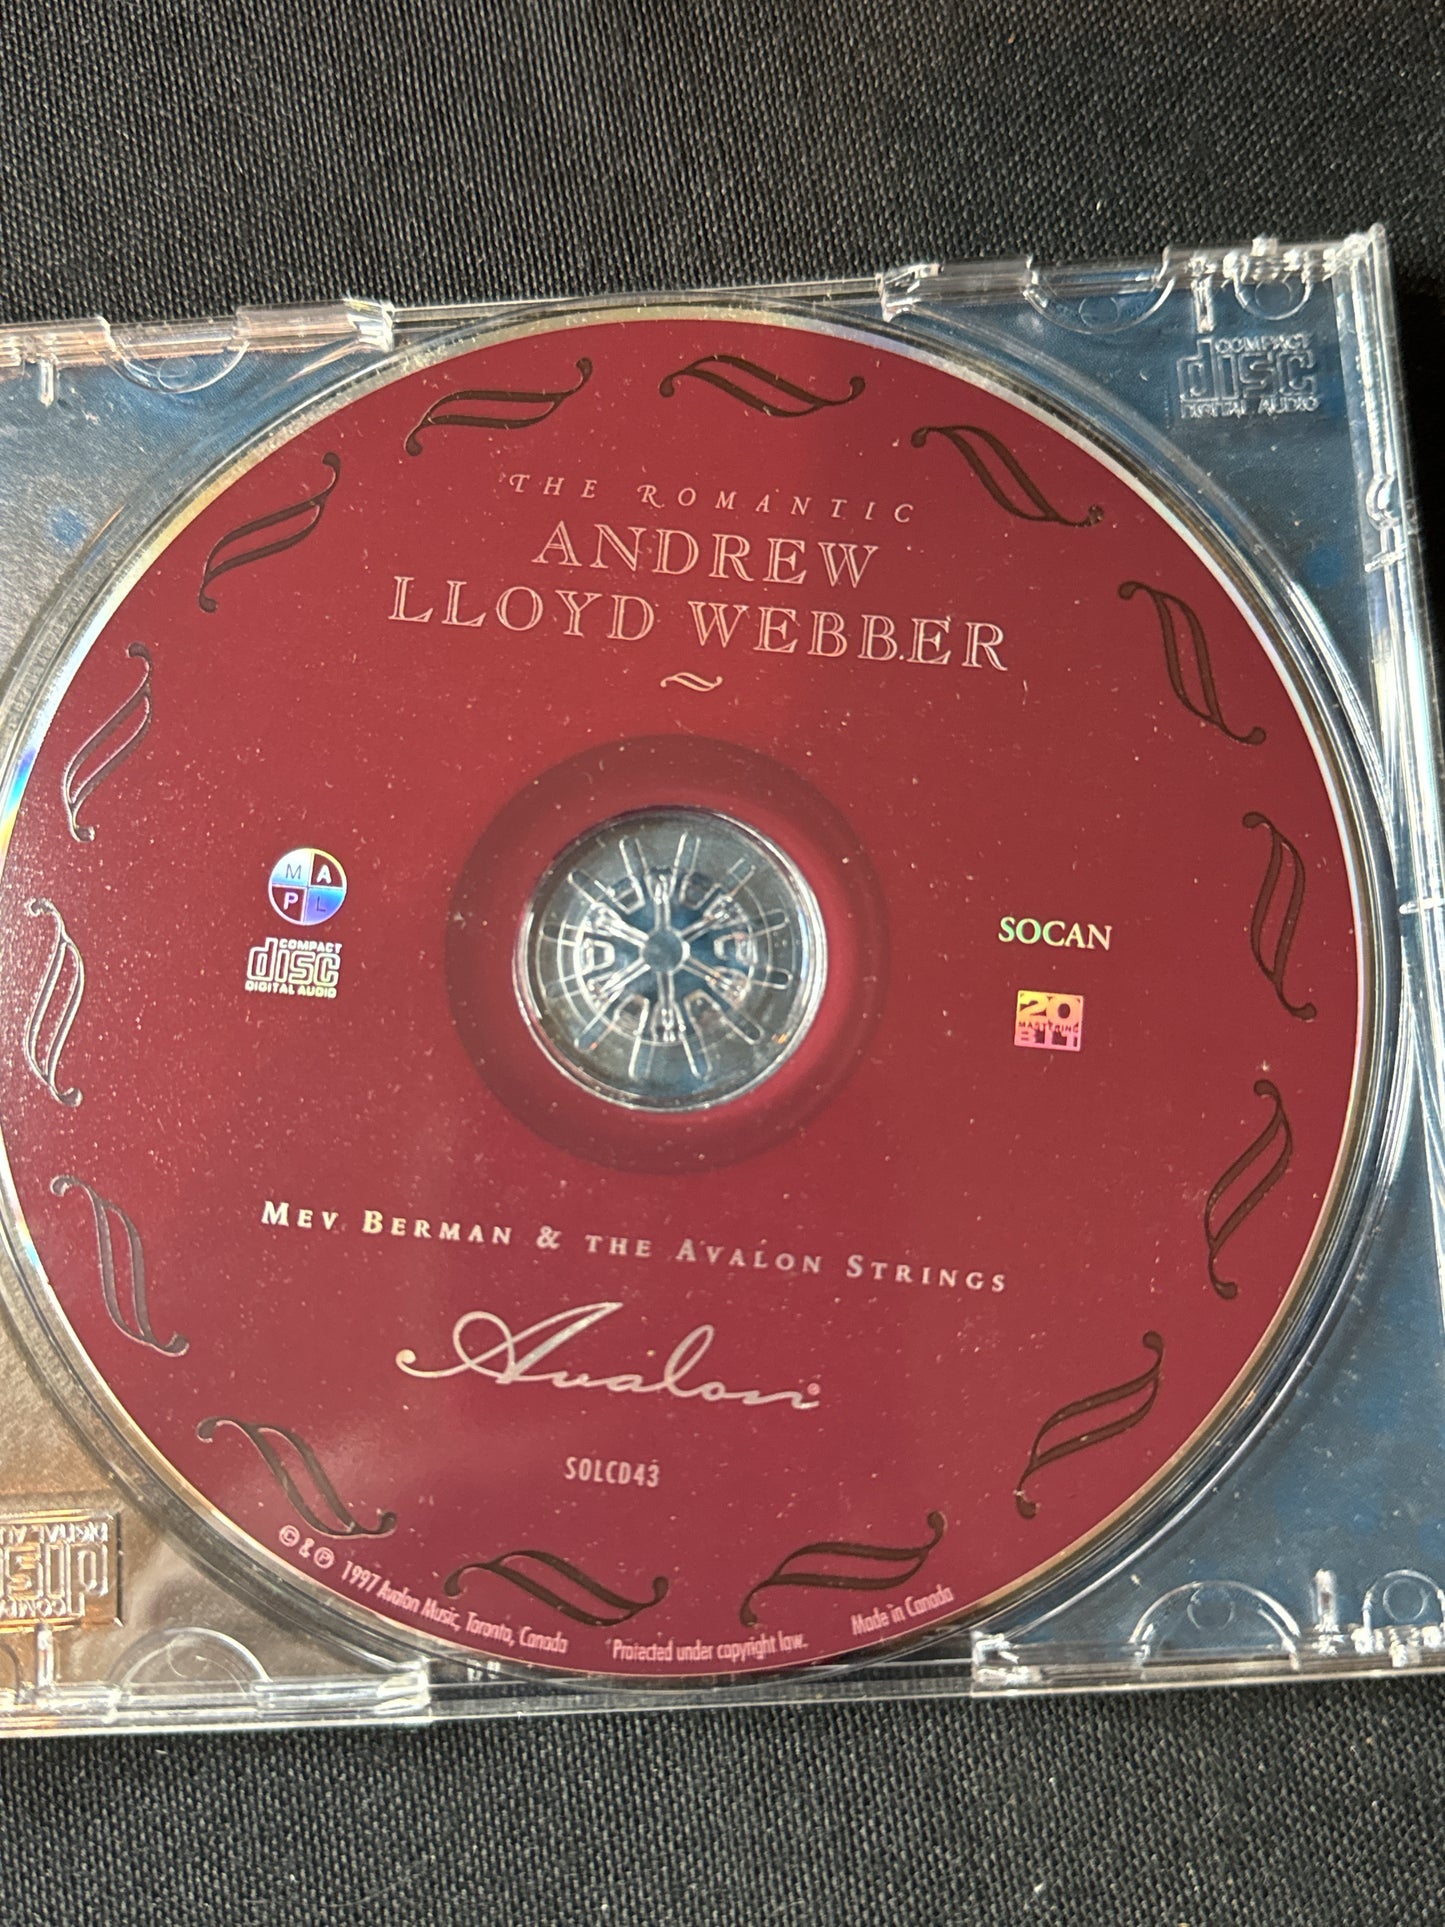 COMPACT
disc
DIGITAL AUDIO
THE ROMANTIC
ANDREW
LLOYD WEBBER
M A
P L
COMPACT
disc
DIGITAL AUDIO
SOCAN
20
MASTERING
BIT
MEV BERMAN & THE AVALON STRINGS
Avalon
SOLCD43
© & ℗ 1997 Avalon Music, Toronto, Canada Protected under copyright law. Made in Canada